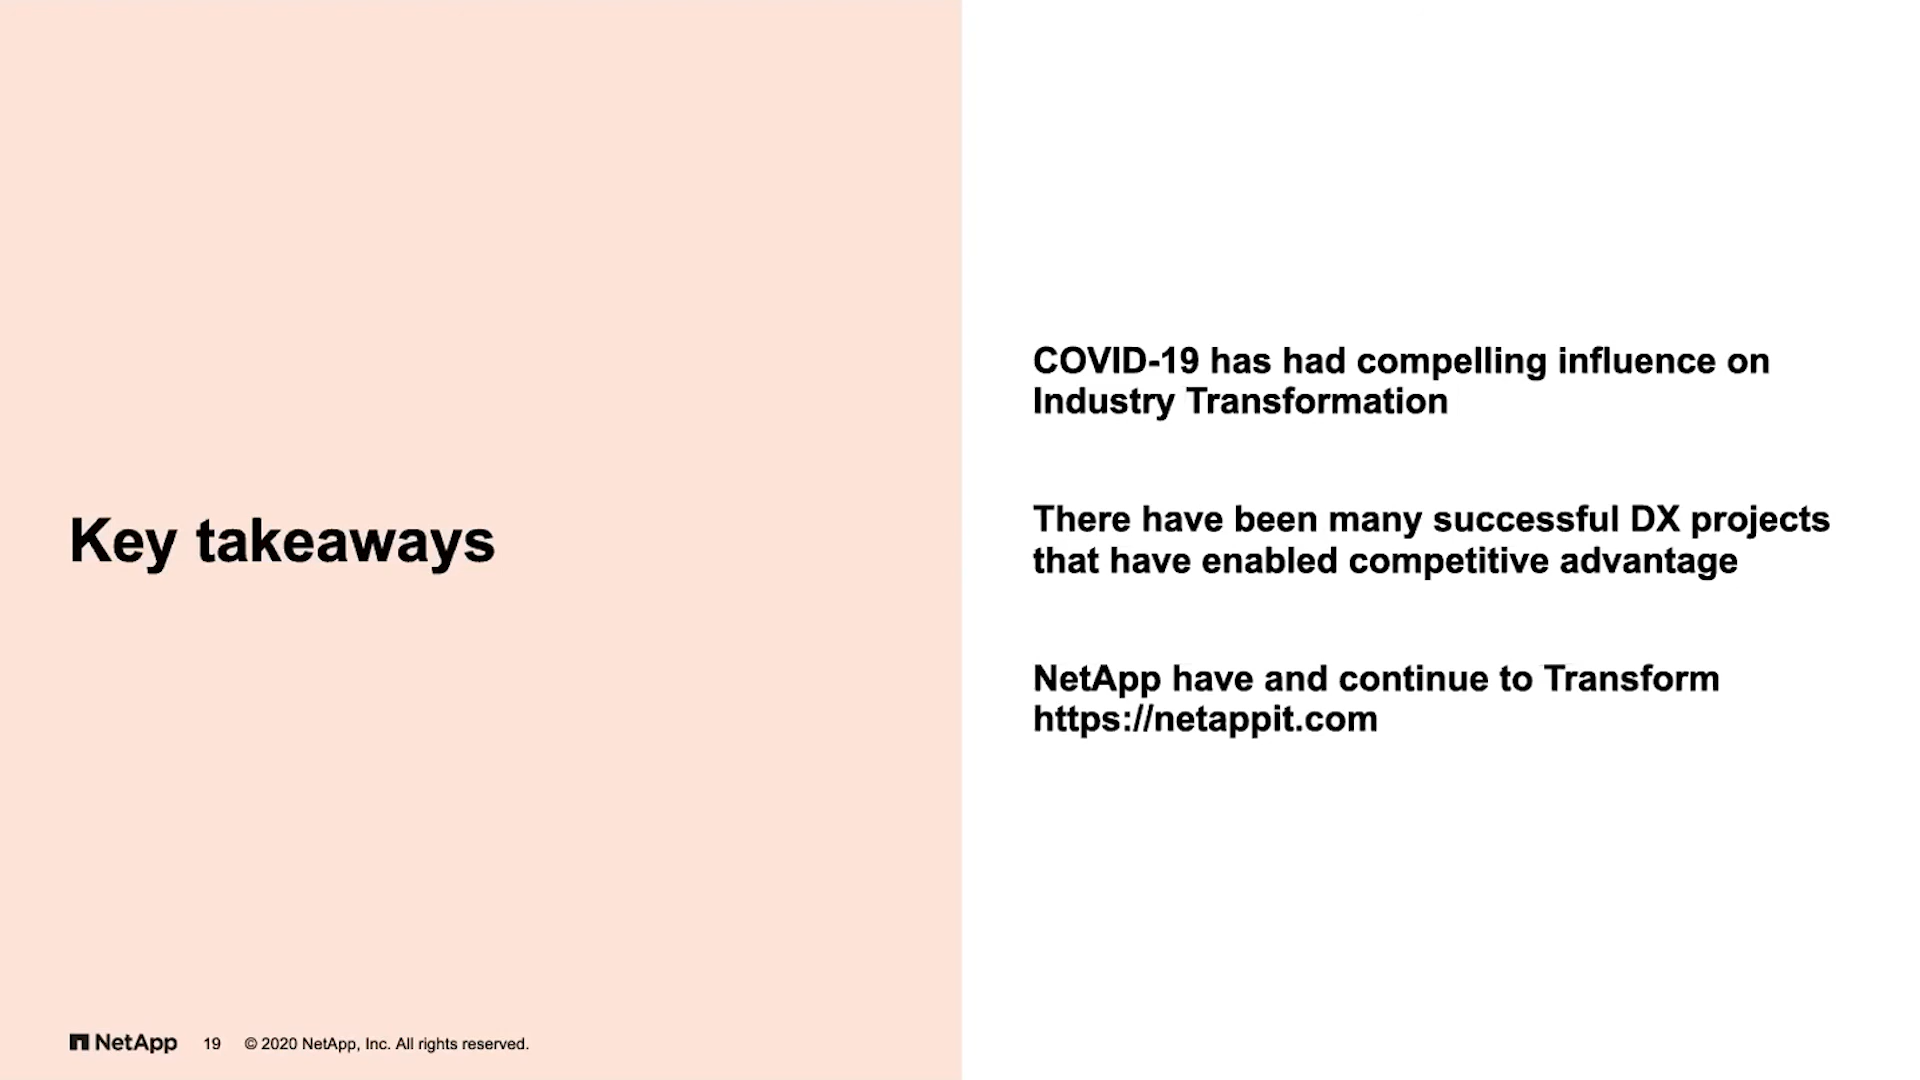 Key takeaways
COVID-19 has had compelling influence on
Industry Transformation
There have been many successful DX projects
that have enabled competitive advantage
NetApp have and continue to Transform
https://netappit.com
NetApp 19 © 2020 NetApp, Inc. All rights reserved.